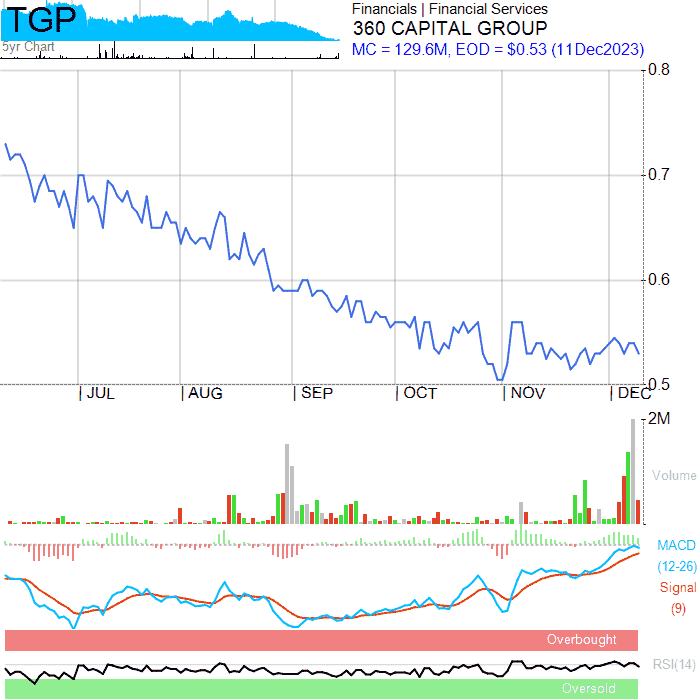 TGP
5yr Chart
Financials | Financial Services
360 CAPITAL GROUP
MC = 129.6M, EOD = $0.53 (11Dec2023)
0.8
0.7
0.6
0.5
JUL
AUG
SEP
OCT
NOV
DEC
2M
Volume
MACD
(12-26)
Signal
(9)
Overbought
RSI(14)
Oversold